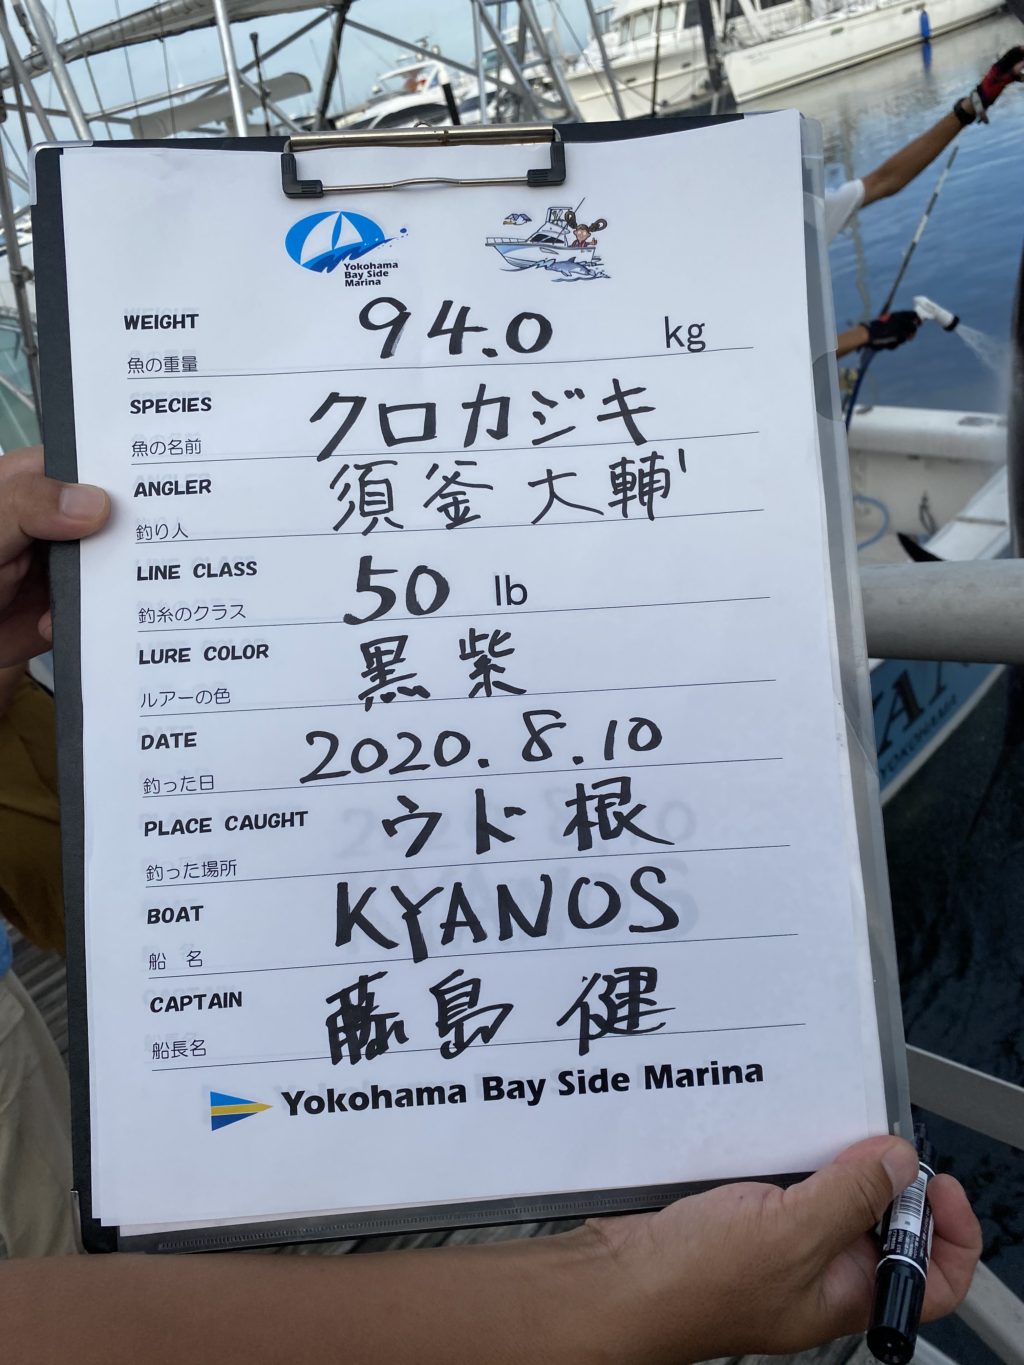 Yokohama
Bay Side
Marina
WEIGHT 94.0 kg
魚の重量
SPECIES クロカジキ
魚の名前
ANGLER 須釜大輔
釣り人
LINE CLASS 50 lb
釣糸のクラス
LURE COLOR 黒紫
ルアーの色
DATE 2020.8.10
釣った日
PLACE CAUGHT ウド根
釣った場所
BOAT KYANOS
船 名
CAPTAIN 藤島 健
船長名
Yokohama Bay Side Marina
YOKOHAMA